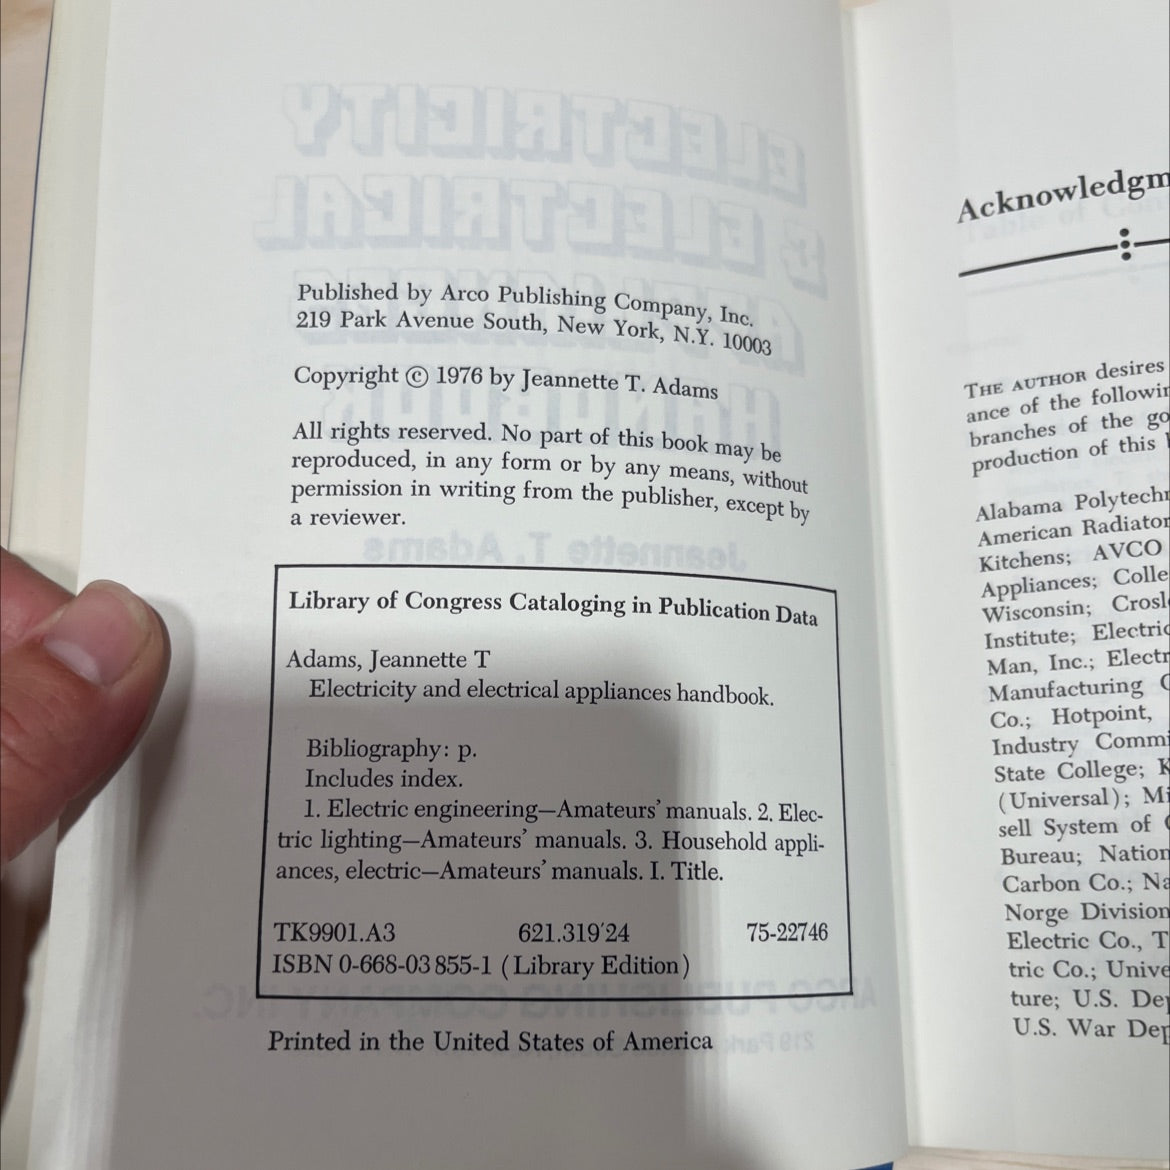 Published by Arco Publishing Company, Inc.
219 Park Avenue South, New York, N.Y. 10003
Copyright © 1976 by Jeannette T. Adams
All rights reserved. No part of this book may be
reproduced, in any form or by any means, without
permission in writing from the publisher, except by
a reviewer.
Library of Congress Cataloging in Publication Data
Adams, Jeannette T
Electricity and electrical appliances handbook.
Bibliography: p.
Includes index.
1. Electric engineering—Amateurs' manuals. 2. Elec-
tric lighting—Amateurs' manuals. 3. Household appli-
ances, electric—Amateurs' manuals. I. Title.
TK9901.A3 621.319'24 75-22746
ISBN 0-668-03855-1 (Library Edition)
Printed in the United States of America
Acknowledgm
THE AUTHOR desires
ance of the followin
branches of the go
production of this
Alabama Polytechn
American Radiator
Kitchens; AVCO
Appliances; Colle
Wisconsin; Crosl
Institute; Electric
Man, Inc.; Electr
Manufacturing
Co.; Hotpoint,
Industry Commi
State College; K
(Universal); Mi
sell System of
Bureau; Nation
Carbon Co.; Na
Norge Division
Electric Co., T
tric Co.; Unive
ture; U.S. Dep
U.S. War Dep